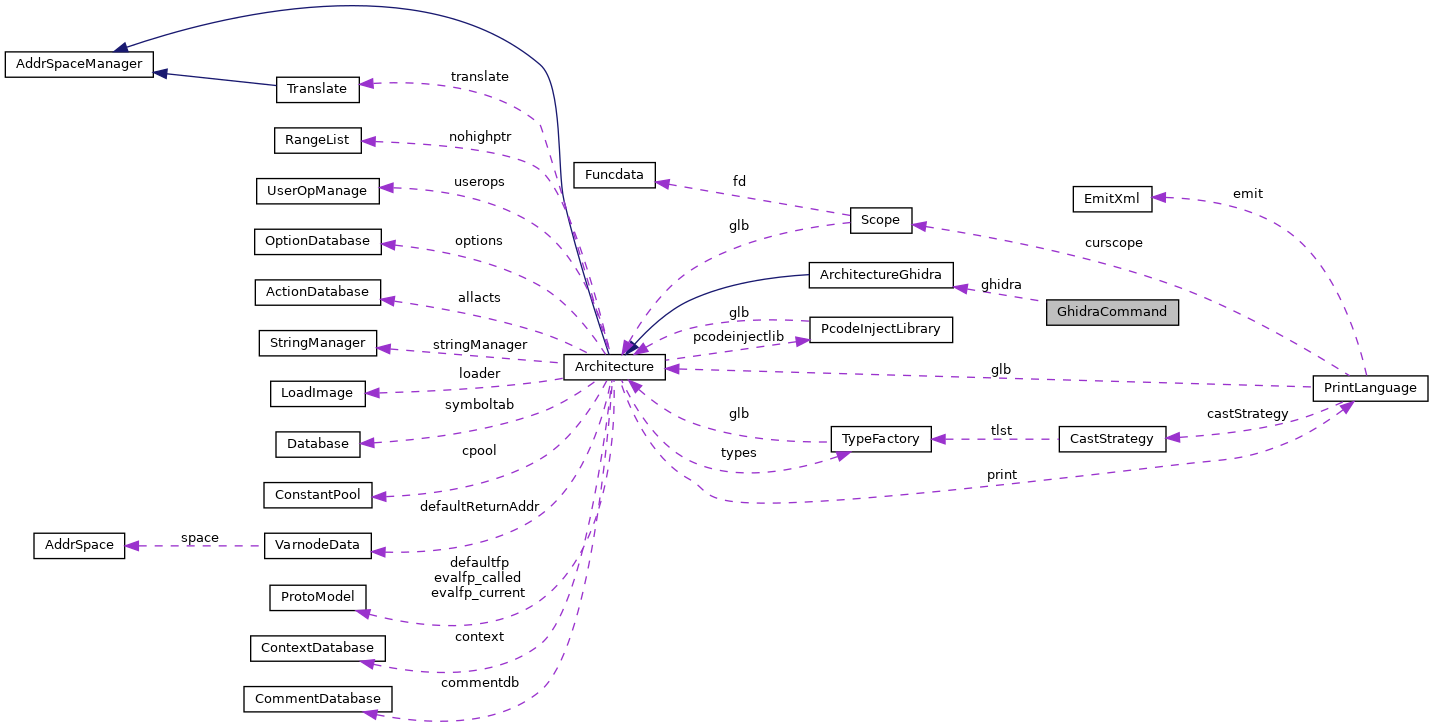 AddrSpaceManager
translate
Translate
nohighptr
RangeList
userops
UserOpManage
options
OptionDatabase
allacts
ActionDatabase
stringManager
StringManager
loader
LoadImage
symboltab
Database
cpool
ConstantPool
defaultReturnAddr
AddrSpace
space
VarnodeData
defaultfp
evalfp_called
evalfp_current
ProtoModel
context
ContextDatabase
commentdb
CommentDatabase
Architecture
Funcdata
fd
Scope
glb
ArchitectureGhidra
ghidra
GhidraCommand
glb
PcodeInjectLibrary
pcodeinjectlib
glb
TypeFactory
types
tlst
CastStrategy
castStrategy
print
glb
PrintLanguage
curscope
emit
EmitXml